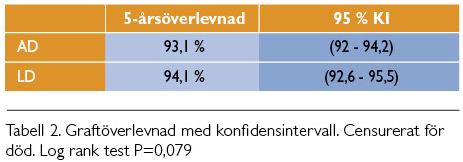 5-årsöverlevnad 95 % KI
AD 93,1 % (92 - 94,2)
LD 94,1 % (92,6 - 95,5)
Tabell 2. Graftöverlevnad med konfidensintervall. Censurerat för
död. Log rank test P=0,079